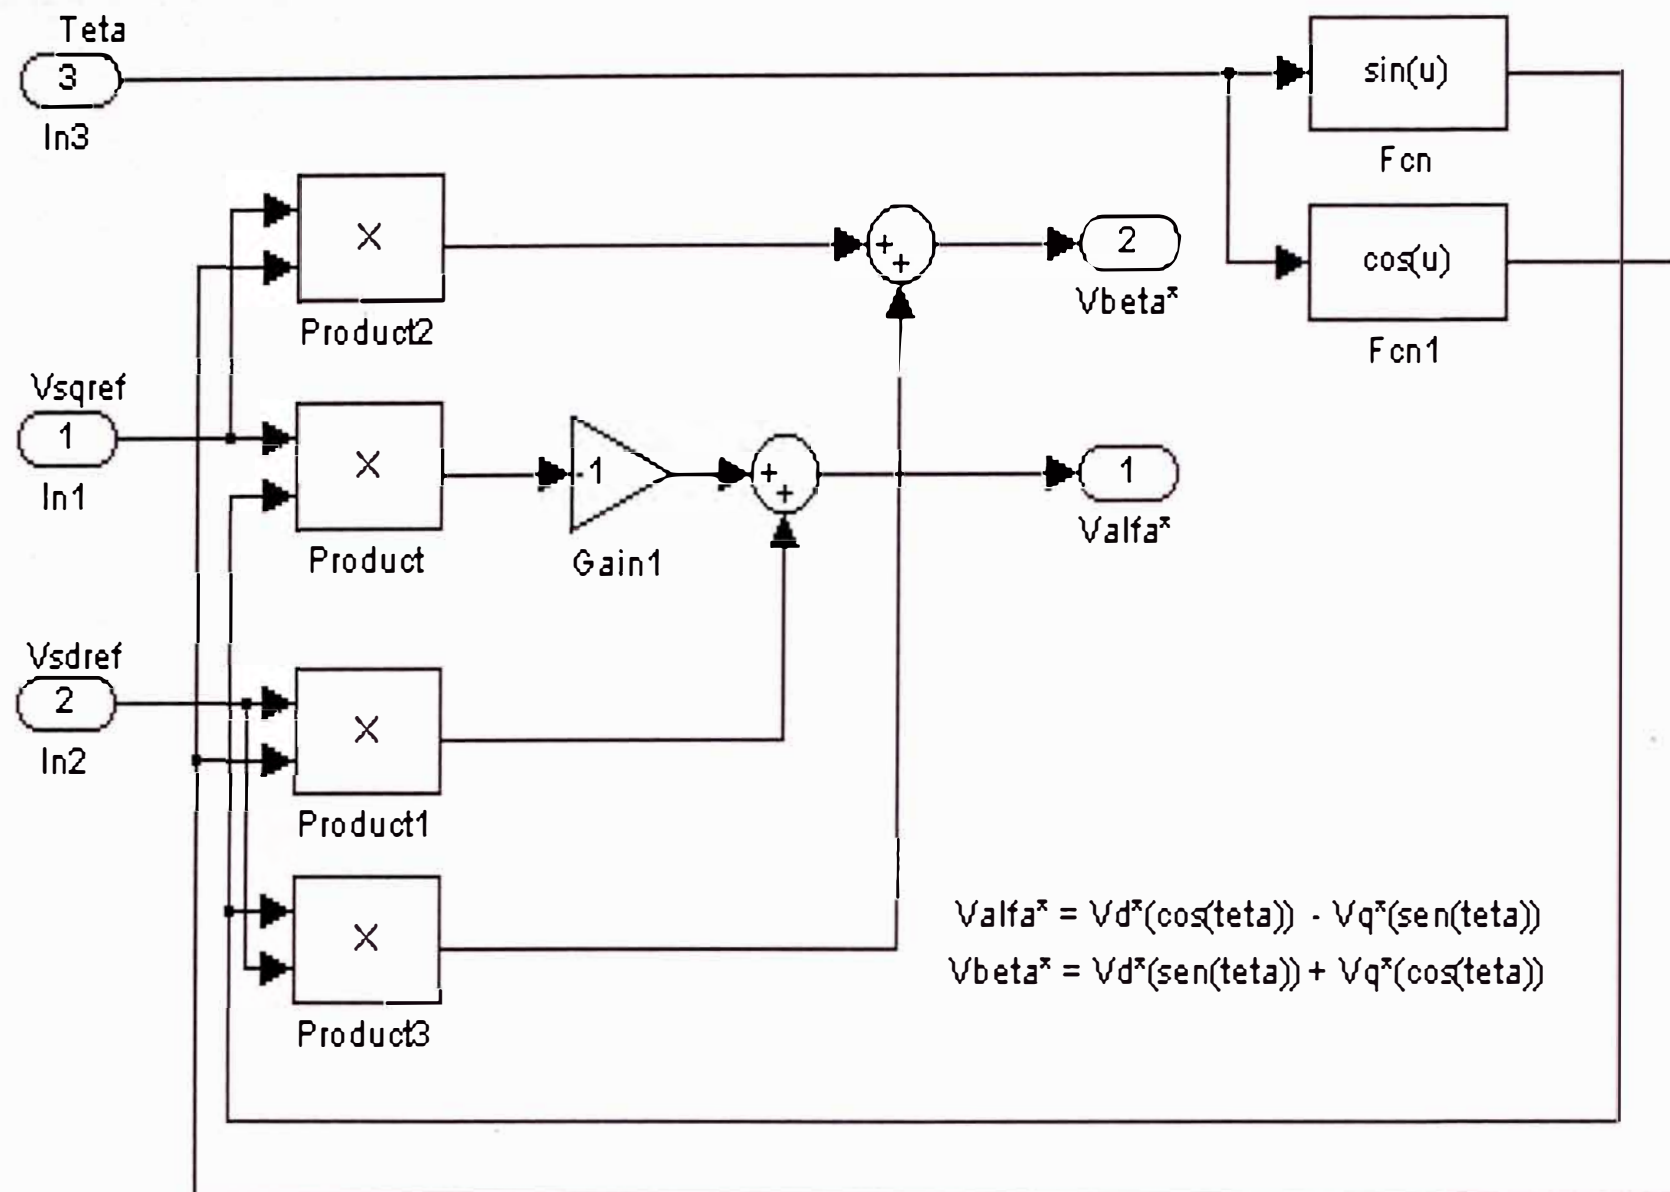 Teta
3
In3
sin(u)
Fcn
cos(u)
Fcn1
×
Product2
+
+
2
Vbeta*
Vsqref
1
In1
×
Product
-1
Gain1
+
+
1
Valfa*
Vsdref
2
In2
×
Product1
×
Product3
Valfa* = Vd*(cos(teta)) - Vq*(sen(teta))
Vbeta* = Vd*(sen(teta)) + Vq*(cos(teta))